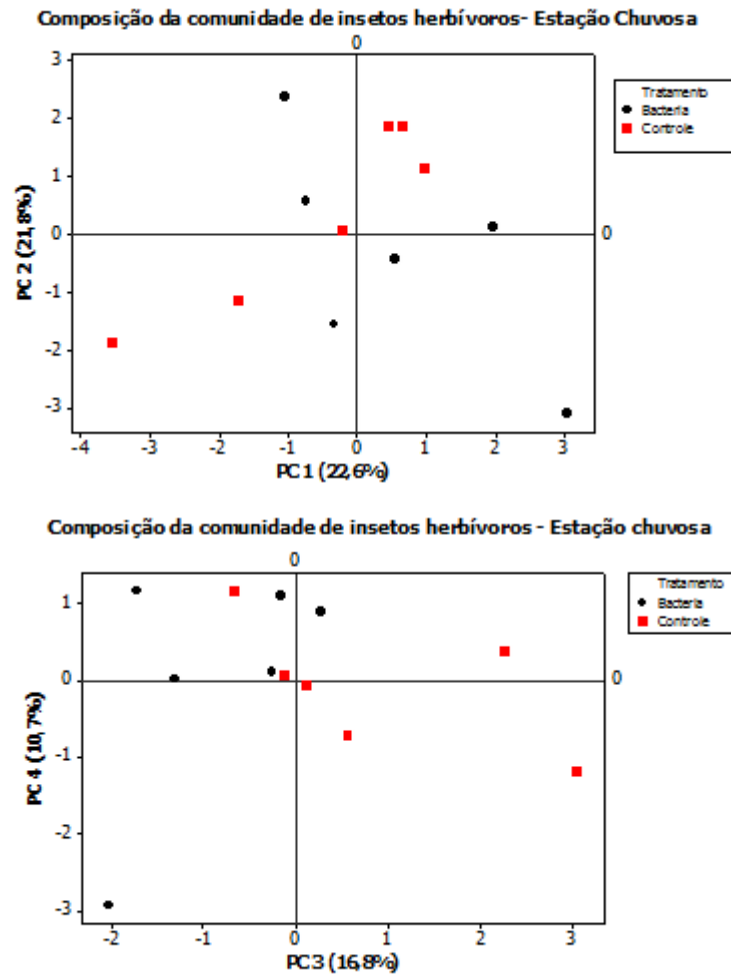 Composição da comunidade de insetos herbívoros- Estação Chuvosa
0
3
2
1
0
-1
-2
-3
PC 2 (21,8%)
0
-4
-3
-2
-1
0
1
2
3
PC 1 (22,6%)
Tratamento
Bacteria
Controle
Composição da comunidade de insetos herbívoros - Estação chuvosa
0
1
0
-1
-2
-3
PC 4 (10,7%)
0
-2
-1
0
1
2
3
PC 3 (16,8%)
Tratamento
Bacteria
Controle